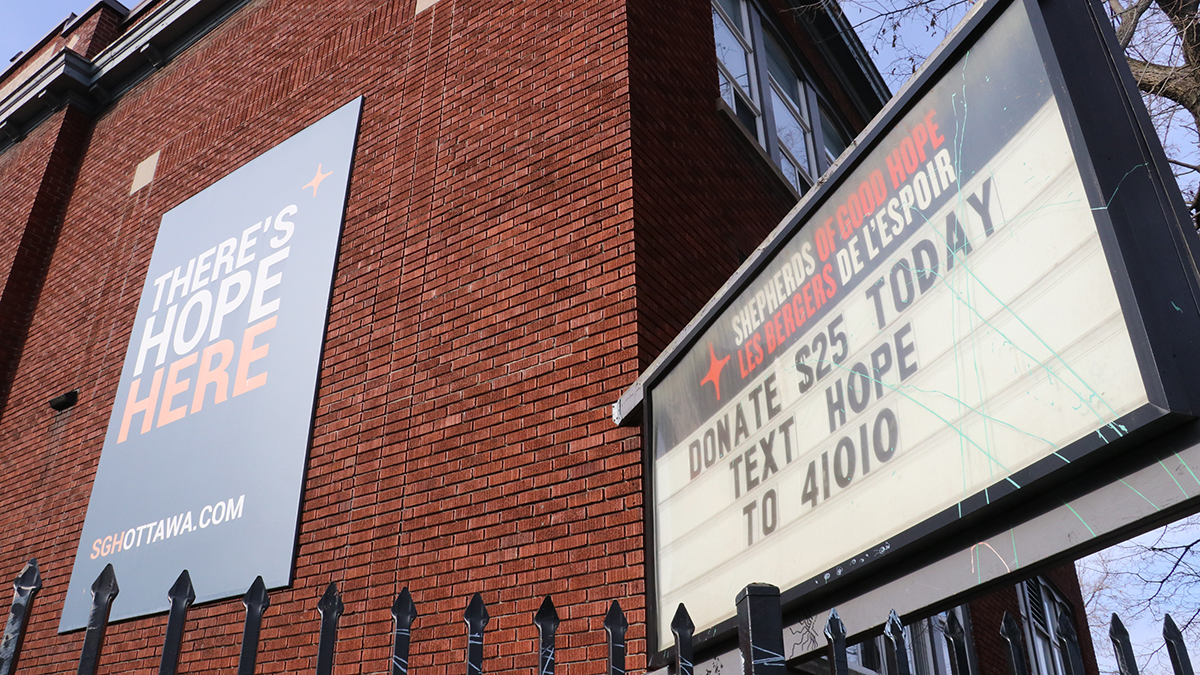 THERE'S
HOPE
HERE
SGHOTTAWA.COM
SHEPHERDS OF GOOD HOPE
LES BERGERS DE L'ESPOIR
DONATE $25 TODAY
TEXT HOPE
TO 41010